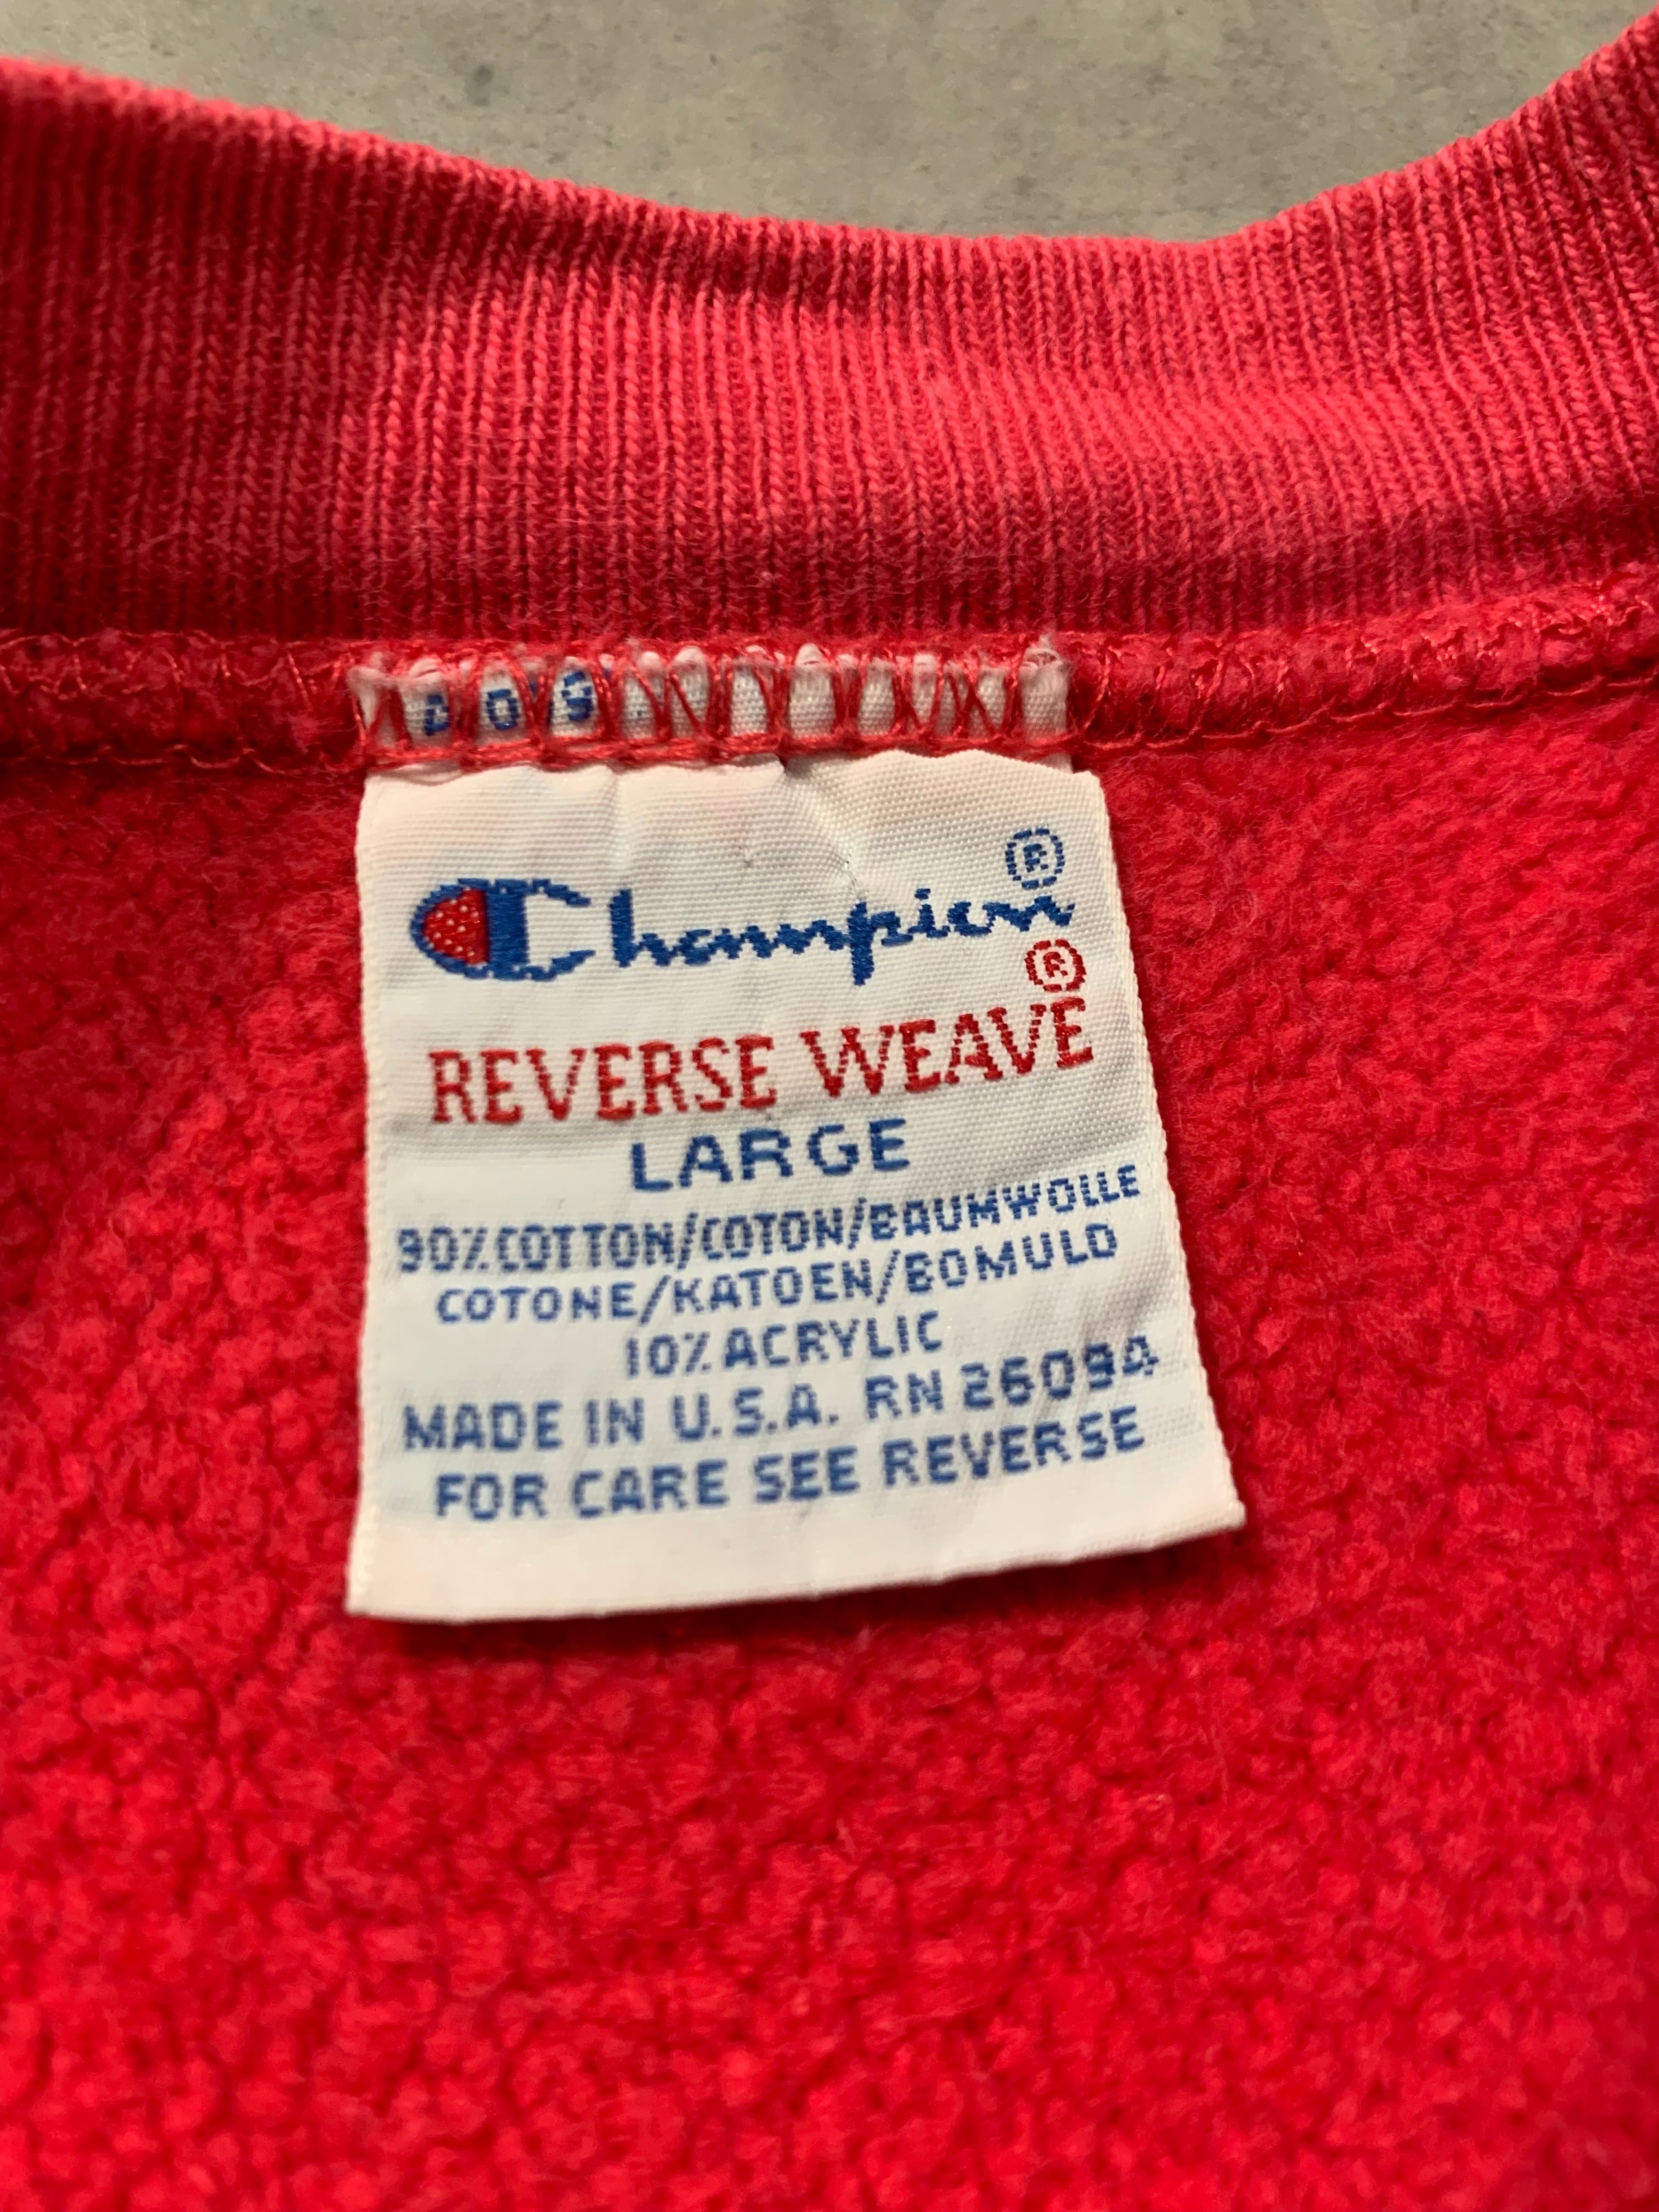 Champion®
REVERSE WEAVE®
LARGE
90% COTTON/COTON/BAUMWOLLE
COTONE/KATOEN/BOMULD
10% ACRYLIC
MADE IN U.S.A. RN 26094
FOR CARE SEE REVERSE